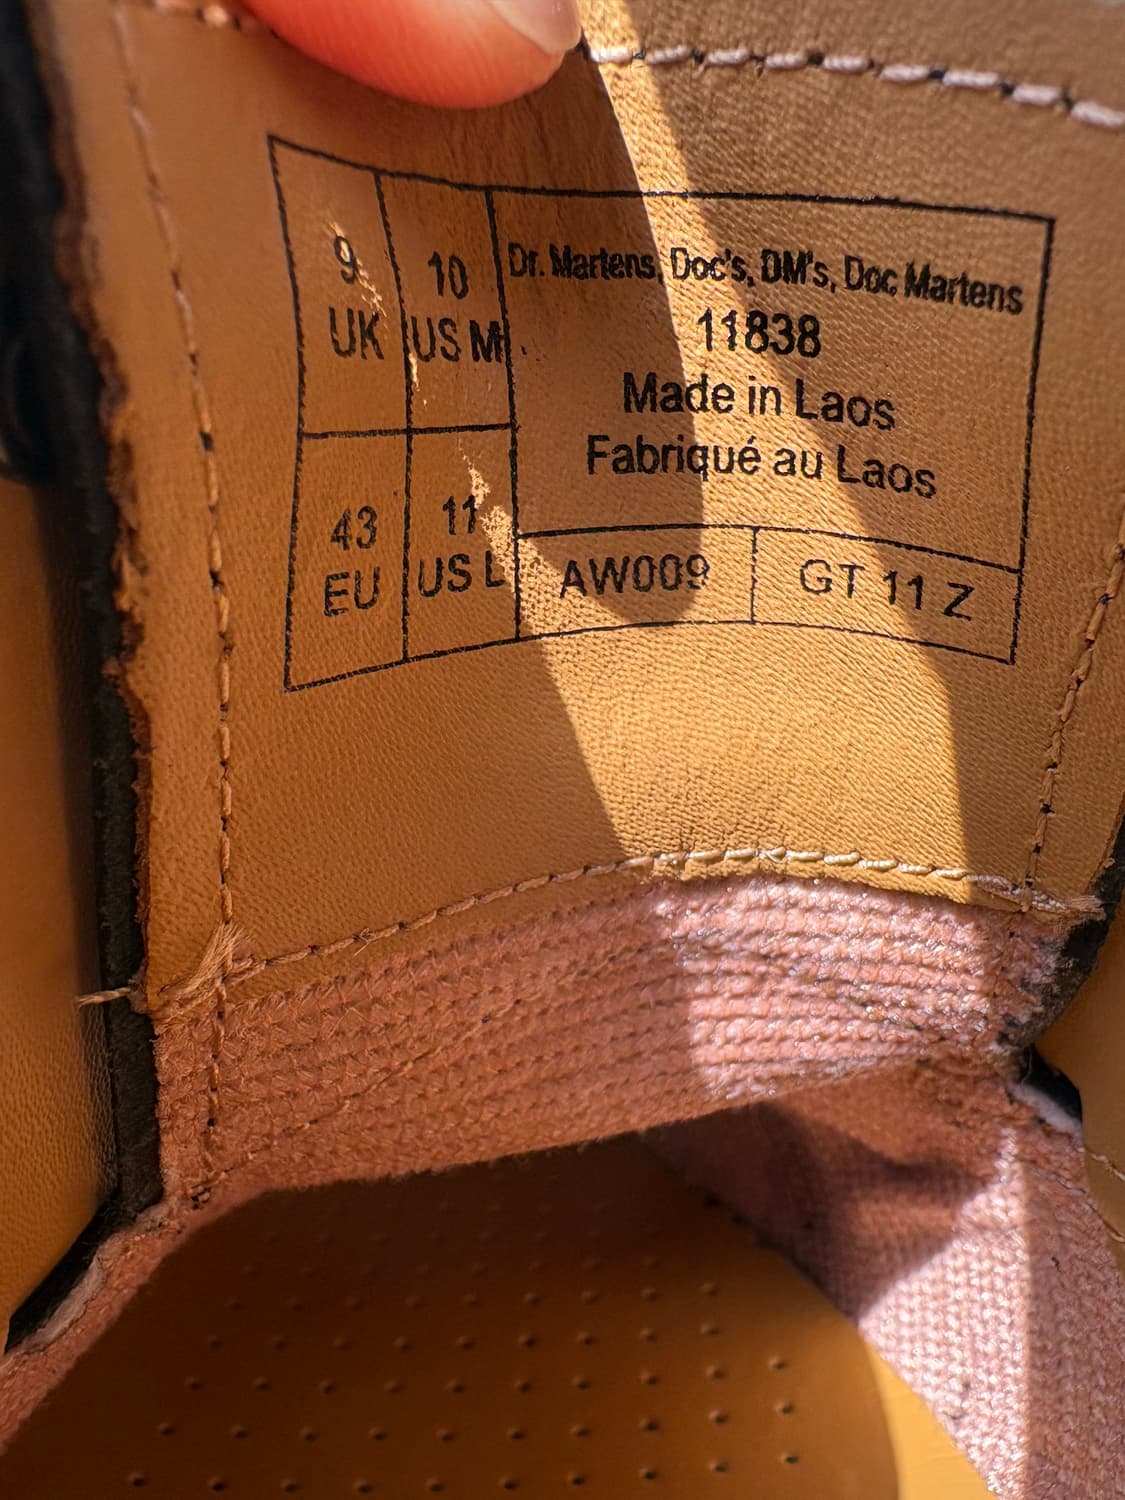 9
UK
10
US M
43
EU
11
US L
Dr. Martens, Doc's, DM's, Doc Martens
11838
Made in Laos
Fabriqué au Laos
AW009
GT 11 Z